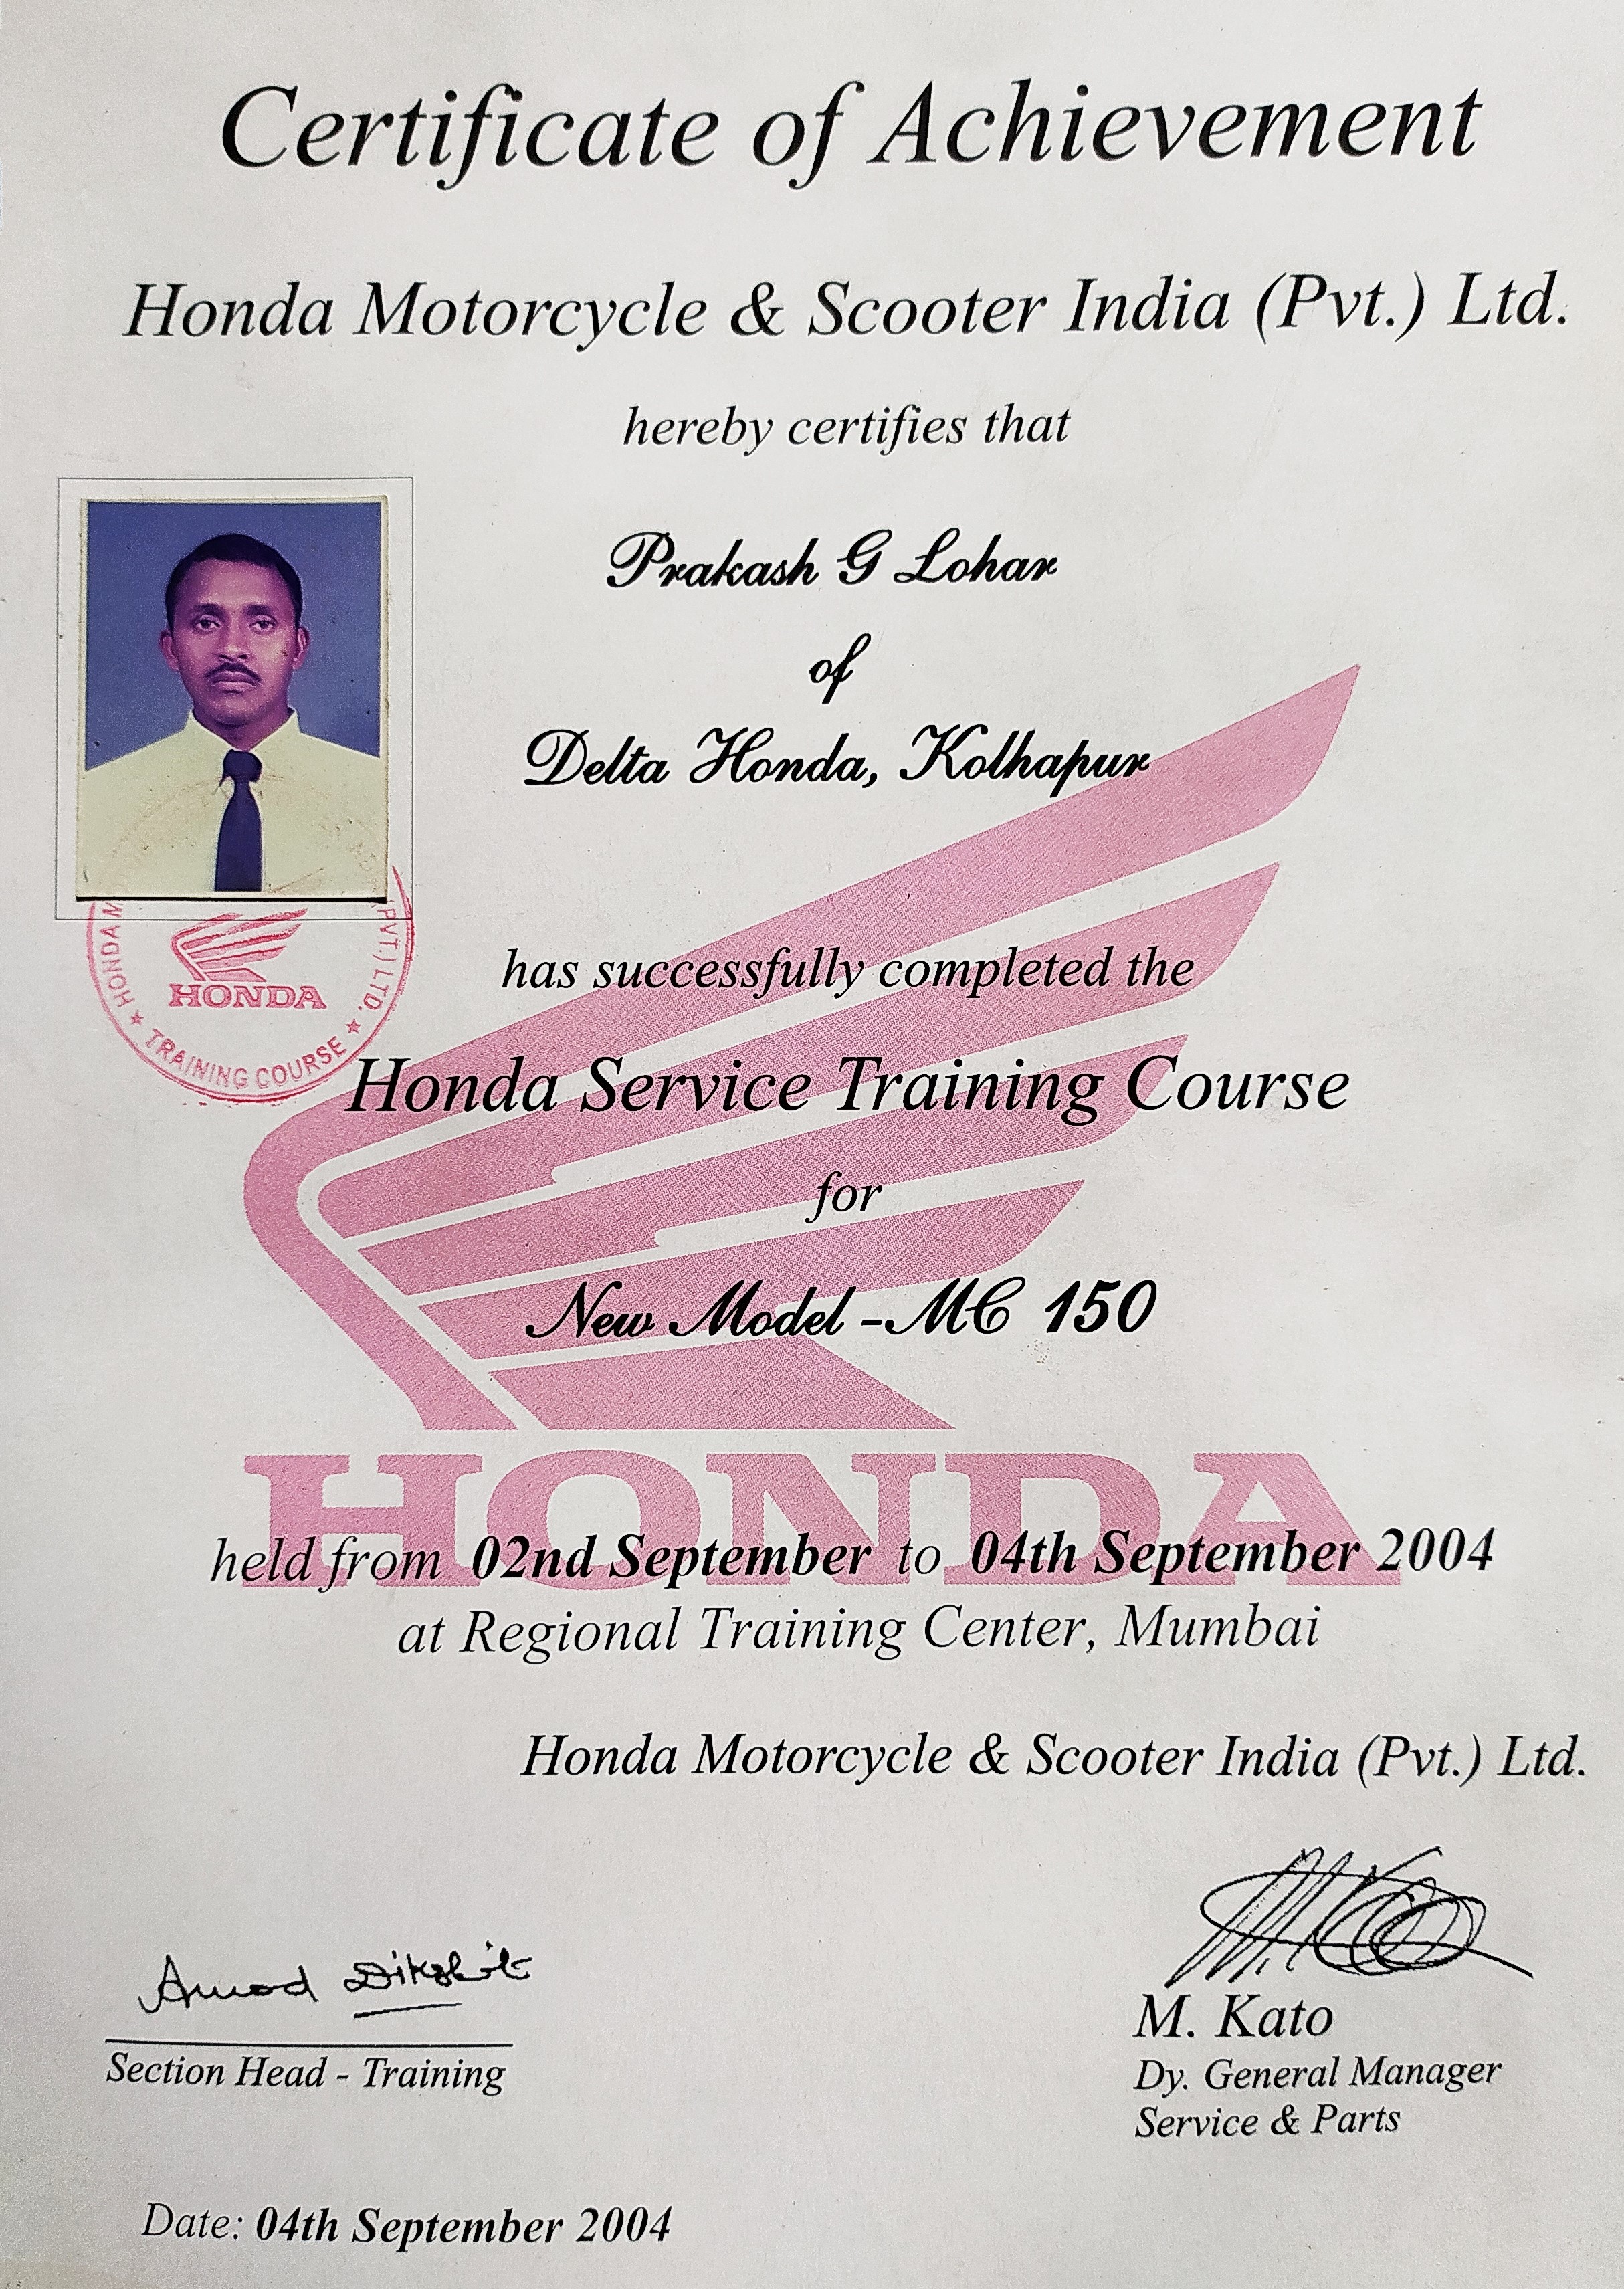 Certificate of Achievement
Honda Motorcycle & Scooter India (Pvt.) Ltd.
hereby certifies that
Prakash G Lohar
of
Delta Honda, Kolhapur
HONDA M (PVT.) LTD.
HONDA
★ TRAINING COURSE ★
has successfully completed the
Honda Service Training Course
for
New Model -MC 150
HONDA
held from 02nd September to 04th September 2004
at Regional Training Center, Mumbai
Honda Motorcycle & Scooter India (Pvt.) Ltd.
Amod Dikshit
Section Head - Training
M. Kato
Dy. General Manager
Service & Parts
Date: 04th September 2004